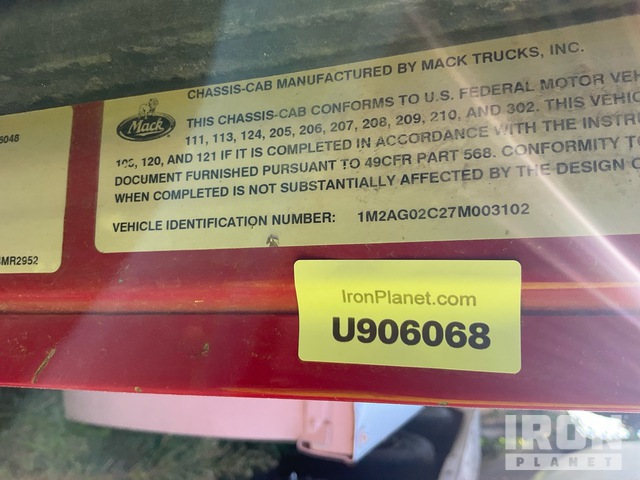 CHASSIS-CAB MANUFACTURED BY MACK TRUCKS, INC.
Mack
THIS CHASSIS-CAB CONFORMS TO U.S. FEDERAL MOTOR VEH
111, 113, 124, 205, 206, 207, 208, 209, 210, AND 302. THIS VEHIC
120, AND 121 IF IT IS COMPLETED IN ACCORDANCE WITH THE INSTR
DOCUMENT FURNISHED PURSUANT TO 49CFR PART 568. CONFORMITY TO
WHEN COMPLETED IS NOT SUBSTANTIALLY AFFECTED BY THE DESIGN
VEHICLE IDENTIFICATION NUMBER: 1M2AG02C27M003102
MR2952
IronPlanet.com
U906068
IRON
PLANET